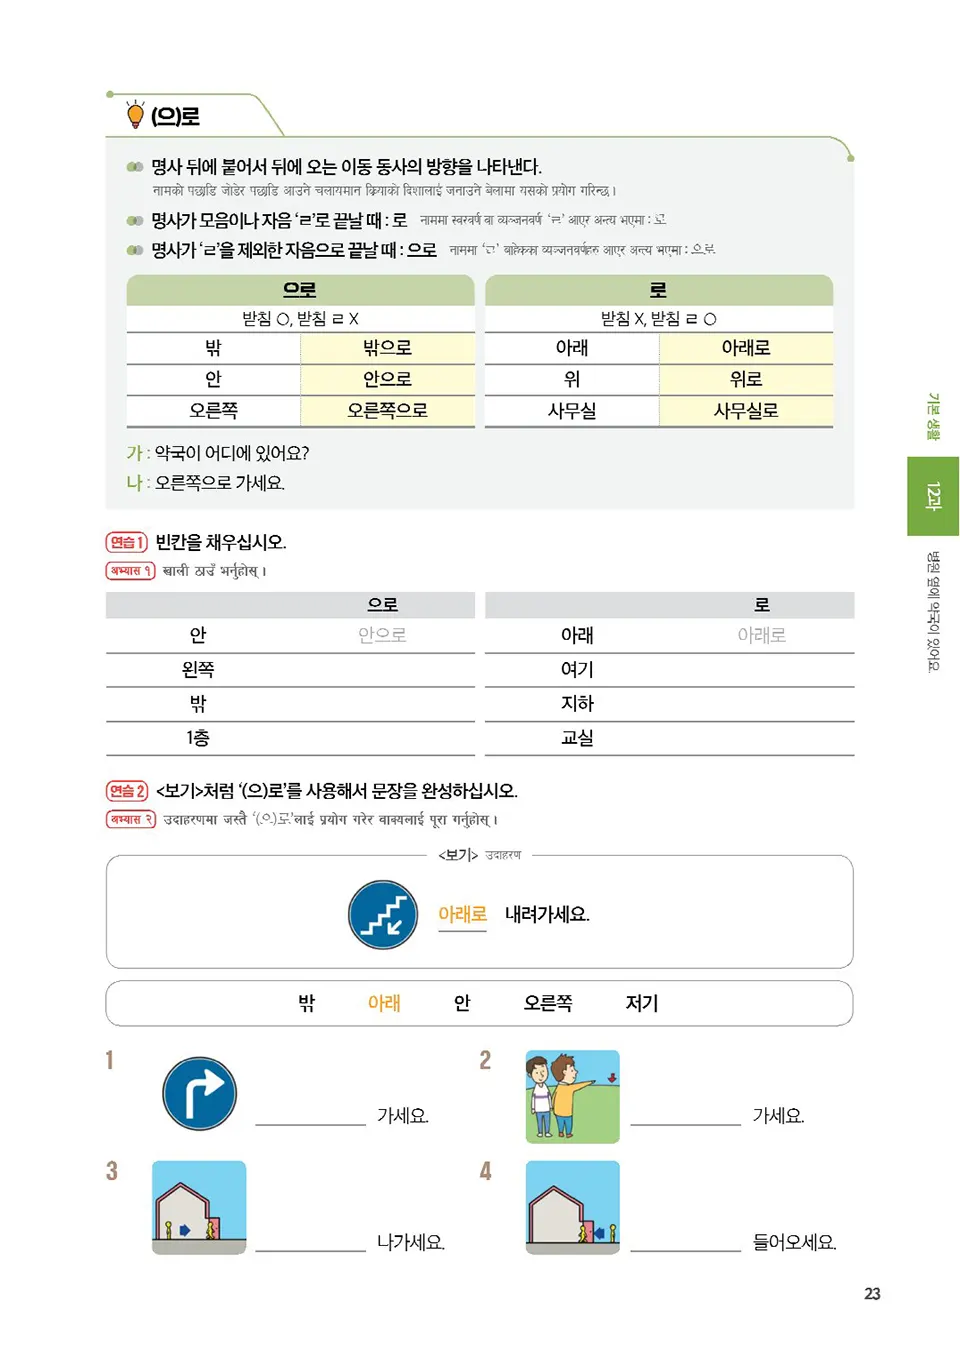 (으)로
명사 뒤에 붙어서 뒤에 오는 이동 동사의 방향을 나타낸다.
नामको पछाडि जोडेर पछाडि आउने चलायमान क्रियाको दिशालाई जनाउने बेलामा यसको प्रयोग गरिन्छ ।
명사가 모음이나 자음 ‘ㄹ’로 끝날 때 : 로 नाममा स्वरवर्ण वा व्यञ्जनवर्ण ‘ㄹ’ आएर अन्त्य भएमा : 로
명사가 ‘ㄹ’을 제외한 자음으로 끝날 때 : 으로 नाममा ‘ㄹ’ बाहेकका व्यञ्जनवर्णहरु आएर अन्त्य भएमा : 으로
으로 로
받침 O, 받침 ㄹ X 받침 X, 받침 ㄹ O
밖 밖으로 아래 아래로
안 안으로 위 위로
오른쪽 오른쪽으로 사무실 사무실로
가 : 약국이 어디에 있어요?
나 : 오른쪽으로 가세요.
기본 생활
12과
병원 옆에 약국이 있어요.
연습 1 빈칸을 채우십시오.
अभ्यास १ खाली ठाउँ भर्नुहोस् ।
으로 로
안 안으로 아래 아래로
왼쪽 여기
밖 지하
1층 교실
연습 2 <보기>처럼 ‘(으)로’를 사용해서 문장을 완성하십시오.
अभ्यास २ उदाहरणमा जस्तै ‘(으)로’लाई प्रयोग गरेर वाक्यलाई पूरा गर्नुहोस् ।
<보기> उदाहरण
아래로 내려가세요.
밖 아래 안 오른쪽 저기
1 가세요.
2 가세요.
3 나가세요.
4 들어오세요.
23